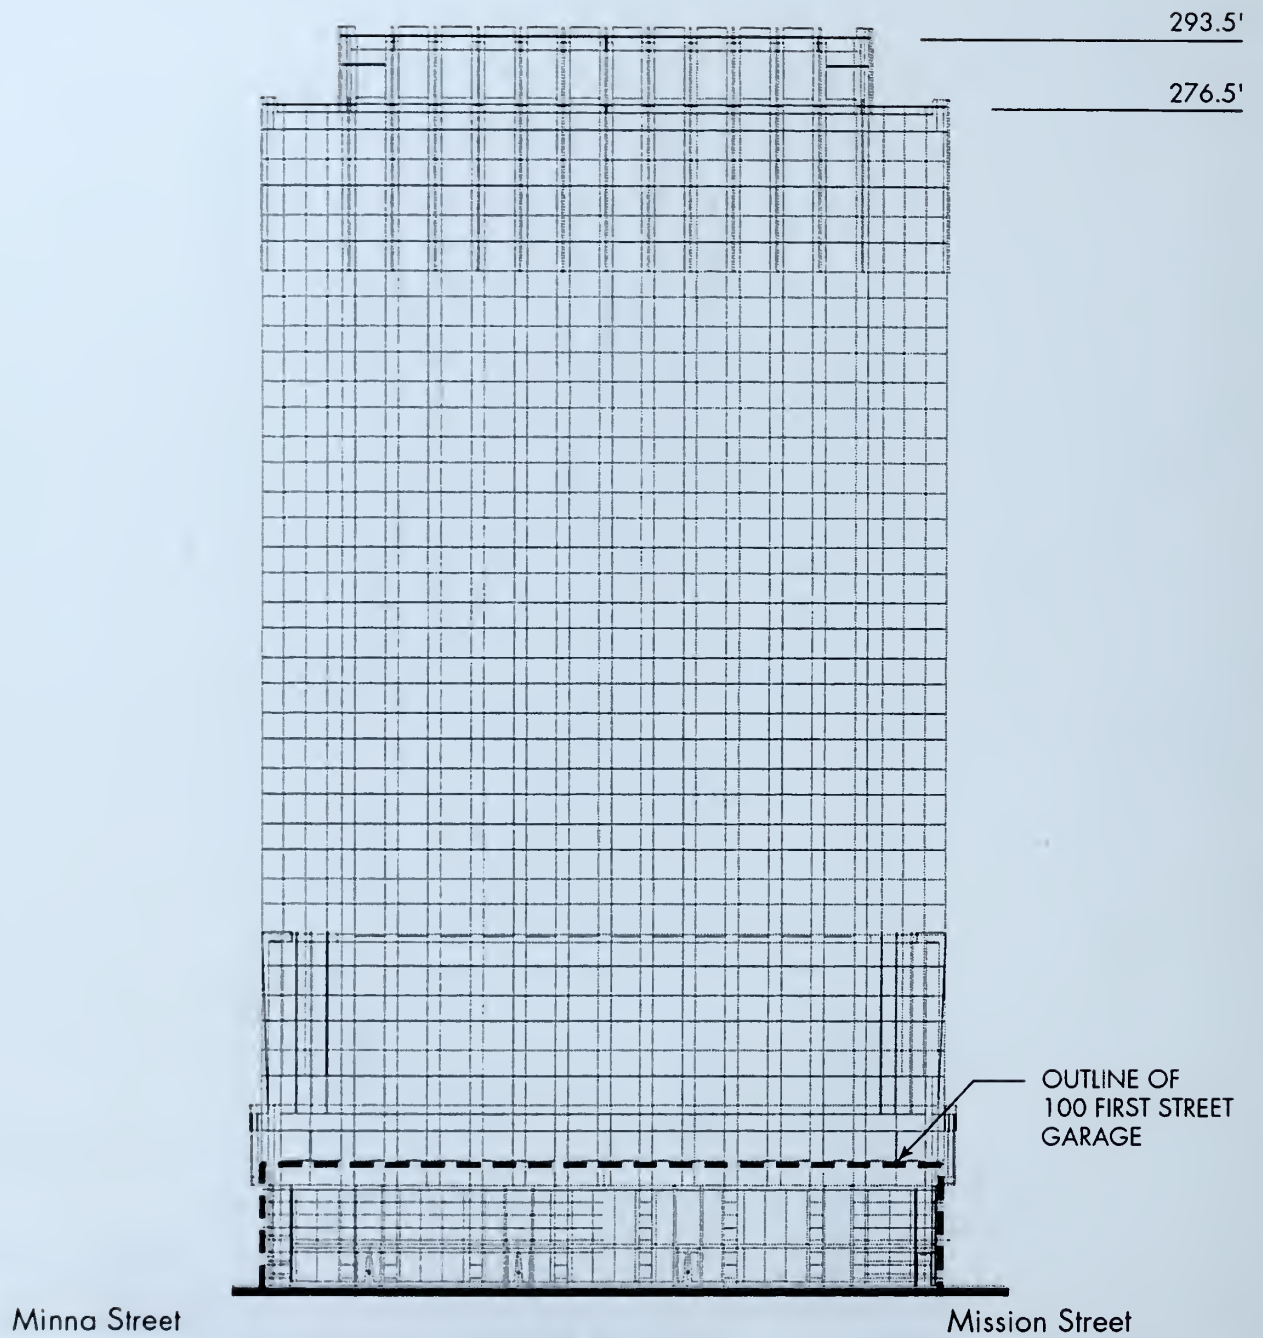 293.5'
276.5'
OUTLINE OF
100 FIRST STREET
GARAGE
Minna Street
Mission Street